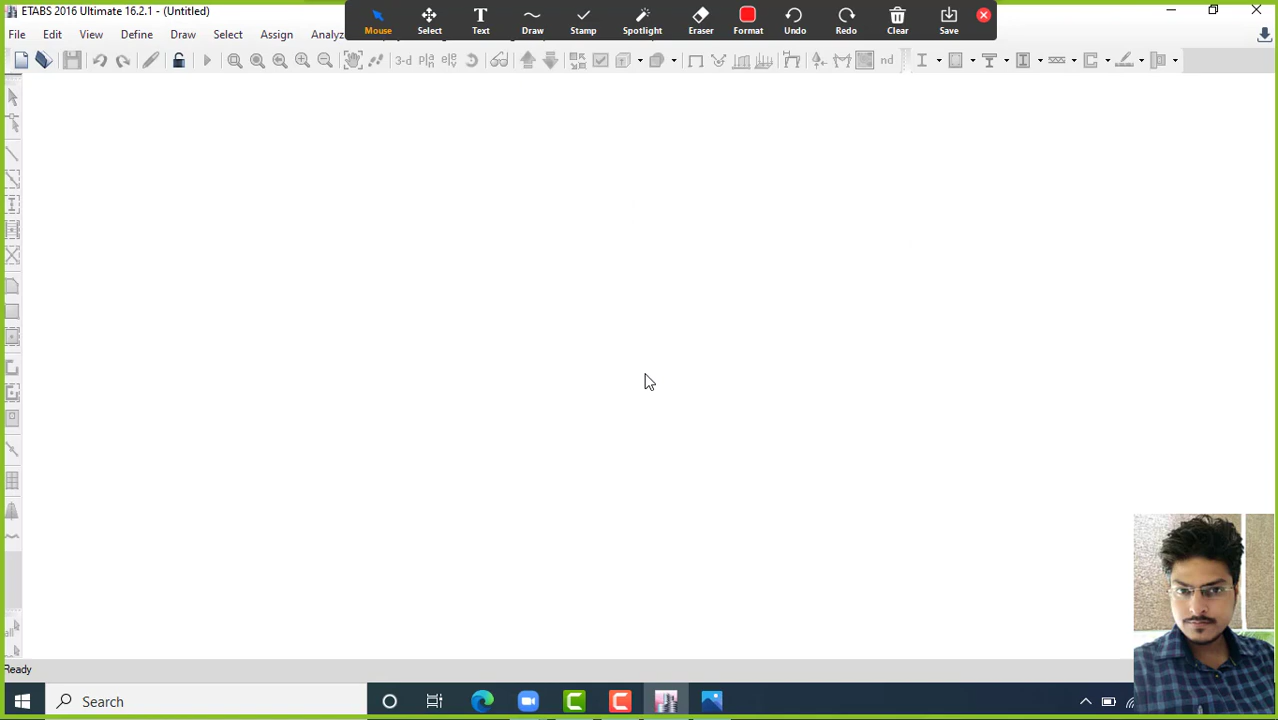 ETABS 2016 Ultimate 16.2.1 - (Untitled)
Mouse Select Text Draw Stamp Spotlight Eraser Format Undo Redo Clear Save
File Edit View Define Draw Select Assign Analyz
3-d nd
all
Ready
Search